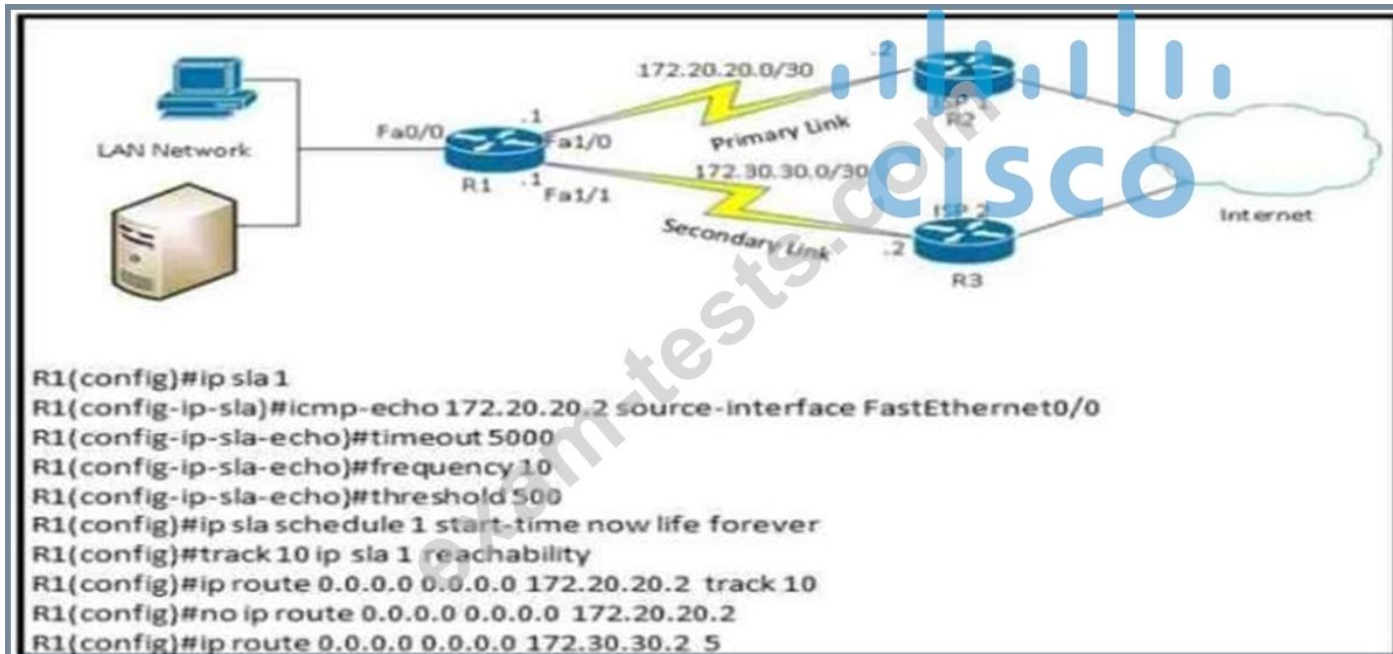 172.20.20.0/30
.2
ISP 1
R2
Primary Link
LAN Network
Fa0/0
.1
Fa1/0
R1
.1
Fa1/1
172.30.30.0/30
Secondary Link
ISP 2
.2
R3
Internet
CISCO
exam-tests.com
R1(config)#ip sla 1
R1(config-ip-sla)#icmp-echo 172.20.20.2 source-interface FastEthernet0/0
R1(config-ip-sla-echo)#timeout 5000
R1(config-ip-sla-echo)#frequency 10
R1(config-ip-sla-echo)#threshold 500
R1(config)#ip sla schedule 1 start-time now life forever
R1(config)#track 10 ip sla 1 reachability
R1(config)#ip route 0.0.0.0 0.0.0.0 172.20.20.2 track 10
R1(config)#no ip route 0.0.0.0 0.0.0.0 172.20.20.2
R1(config)#ip route 0.0.0.0 0.0.0.0 172.30.30.2 5